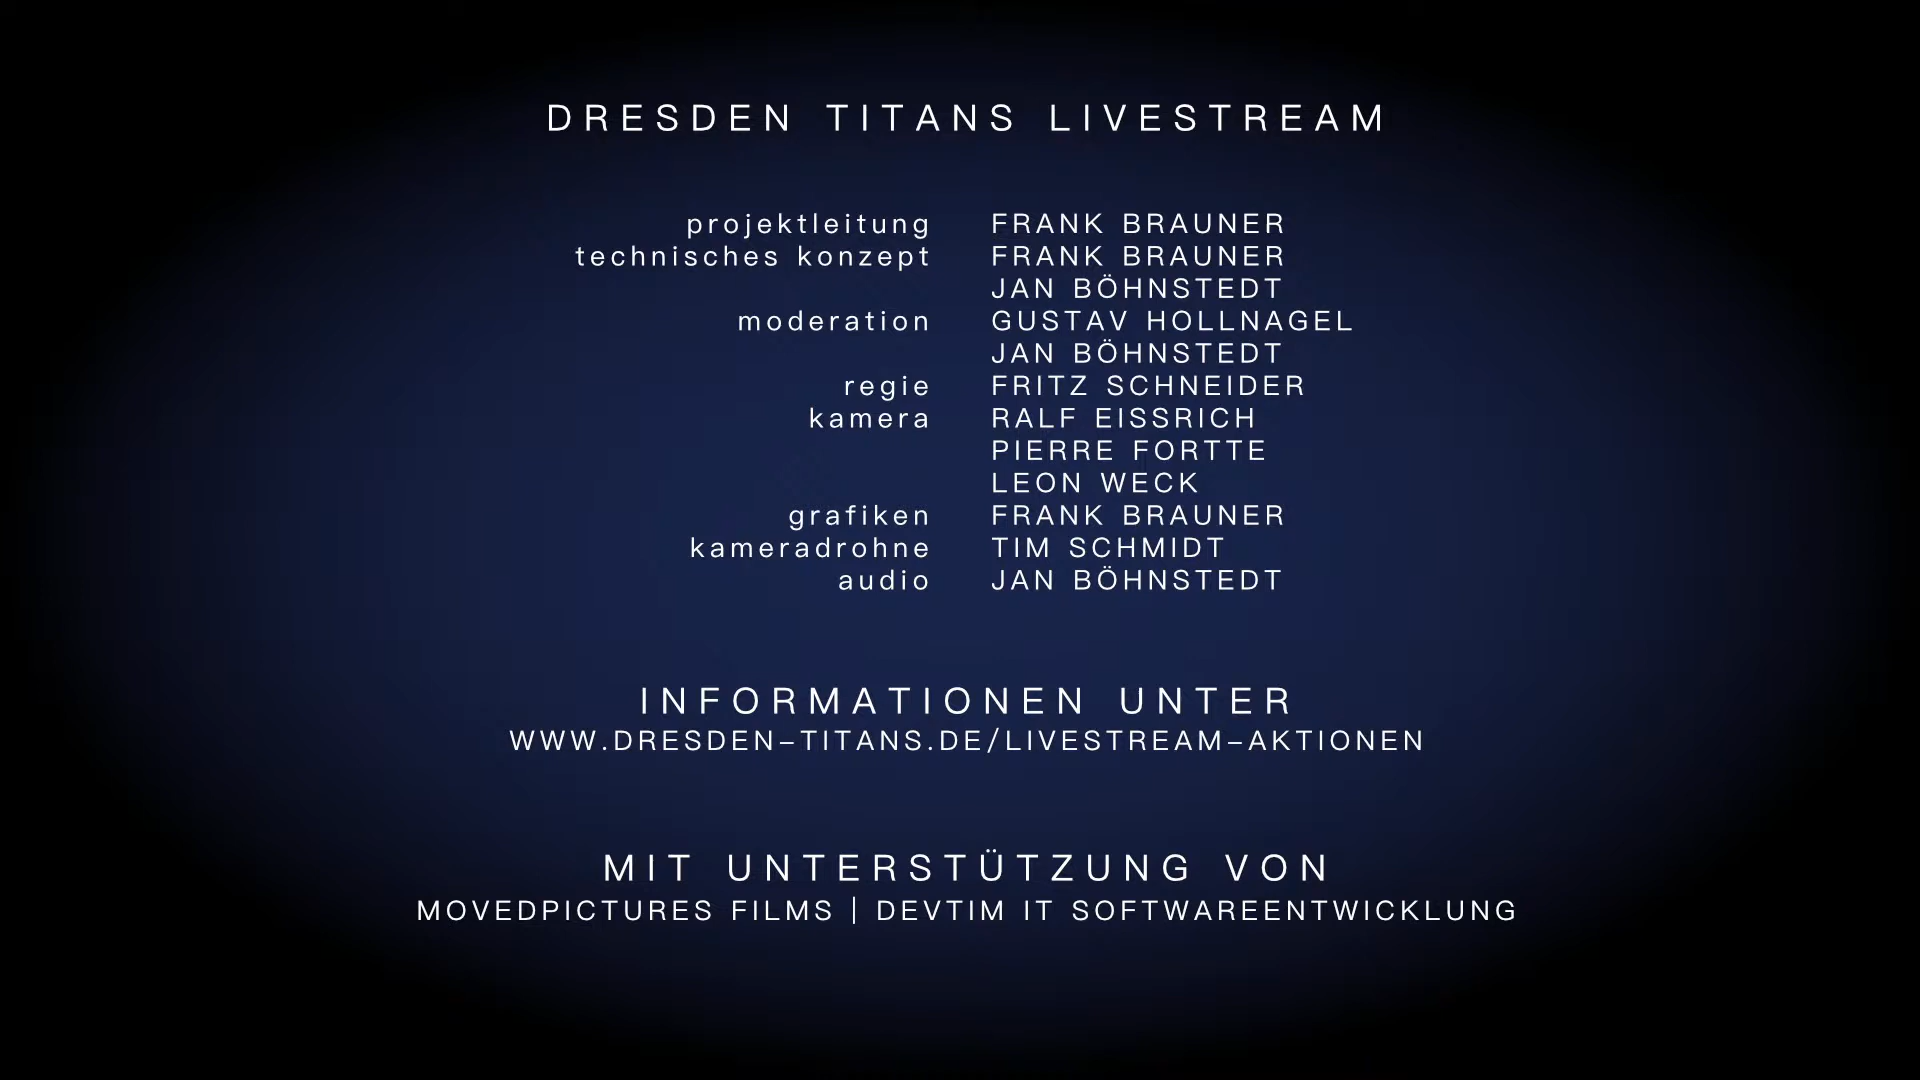 DRESDEN TITANS LIVESTREAM
projektleitung FRANK BRAUNER
technisches konzept FRANK BRAUNER
JAN BÖHNSTEDT
moderation GUSTAV HOLLNAGEL
JAN BÖHNSTEDT
regie FRITZ SCHNEIDER
kamera RALF EISSRICH
PIERRE FORTTE
LEON WECK
grafiken FRANK BRAUNER
kameradrohne TIM SCHMIDT
audio JAN BÖHNSTEDT
INFORMATIONEN UNTER
WWW.DRESDEN-TITANS.DE/LIVESTREAM-AKTIONEN
MIT UNTERSTÜTZUNG VON
MOVEDPICTURES FILMS | DEVTIM IT SOFTWAREENTWICKLUNG